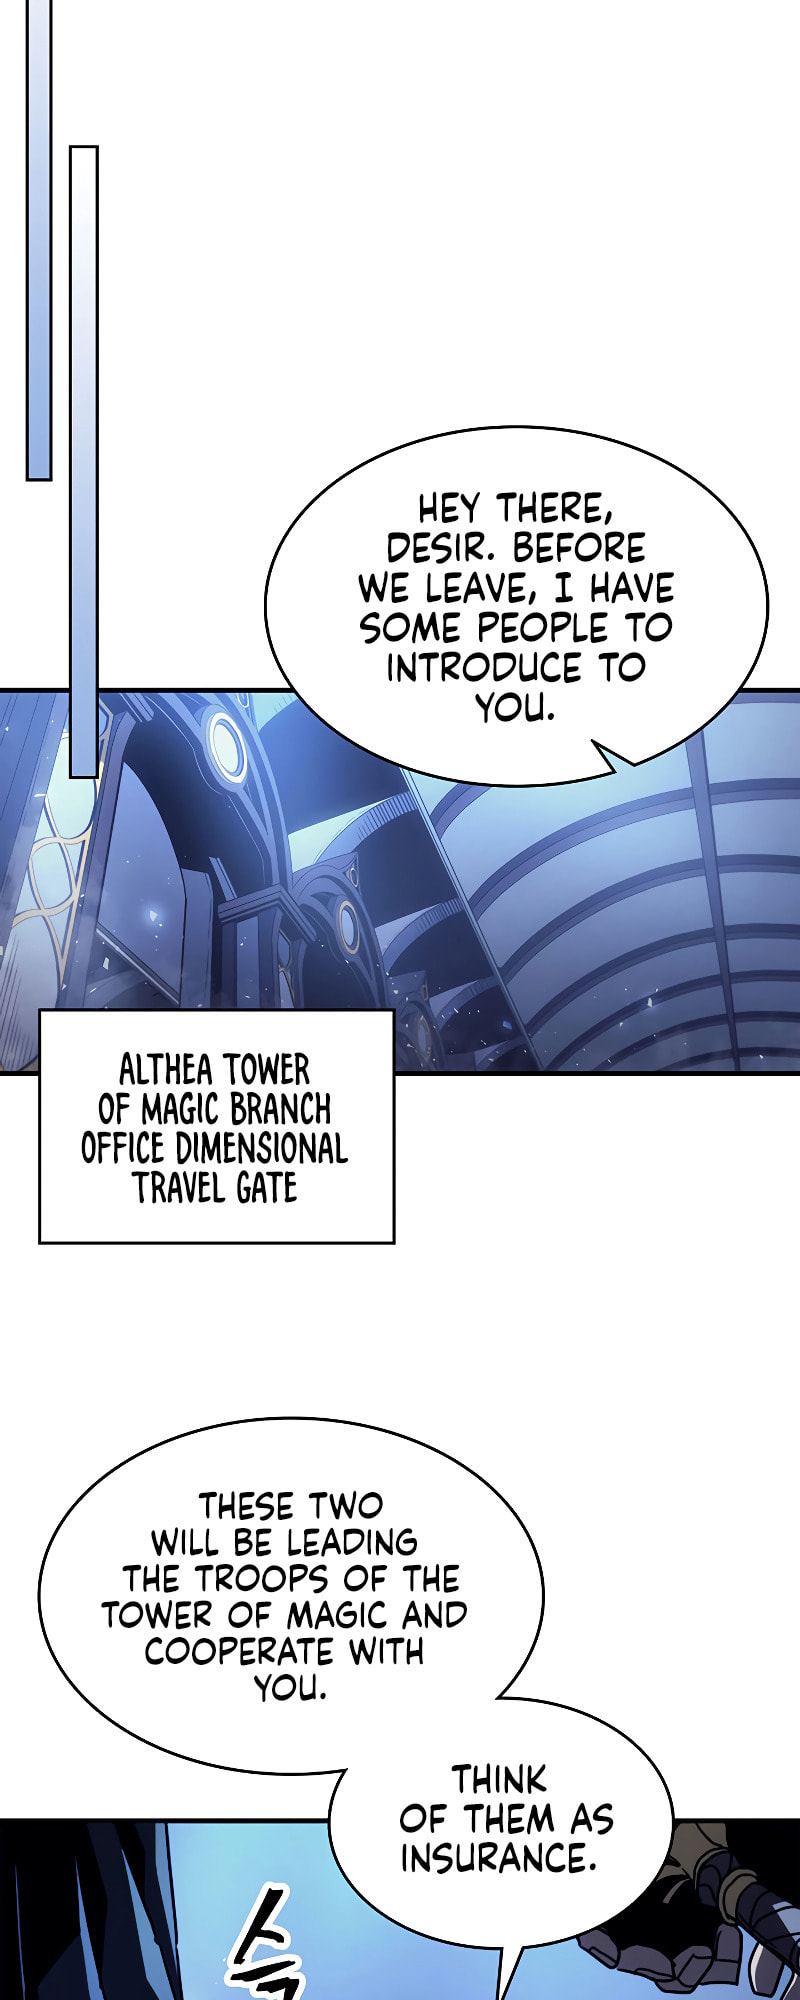 HEY THERE,
DESIR. BEFORE
WE LEAVE, I HAVE
SOME PEOPLE TO
INTRODUCE TO
YOU.
ALTHEA TOWER
OF MAGIC BRANCH
OFFICE DIMENSIONAL
TRAVEL GATE
THESE TWO
WILL BE LEADING
THE TROOPS OF THE
TOWER OF MAGIC AND
COOPERATE WITH
YOU.
THINK
OF THEM AS
INSURANCE.